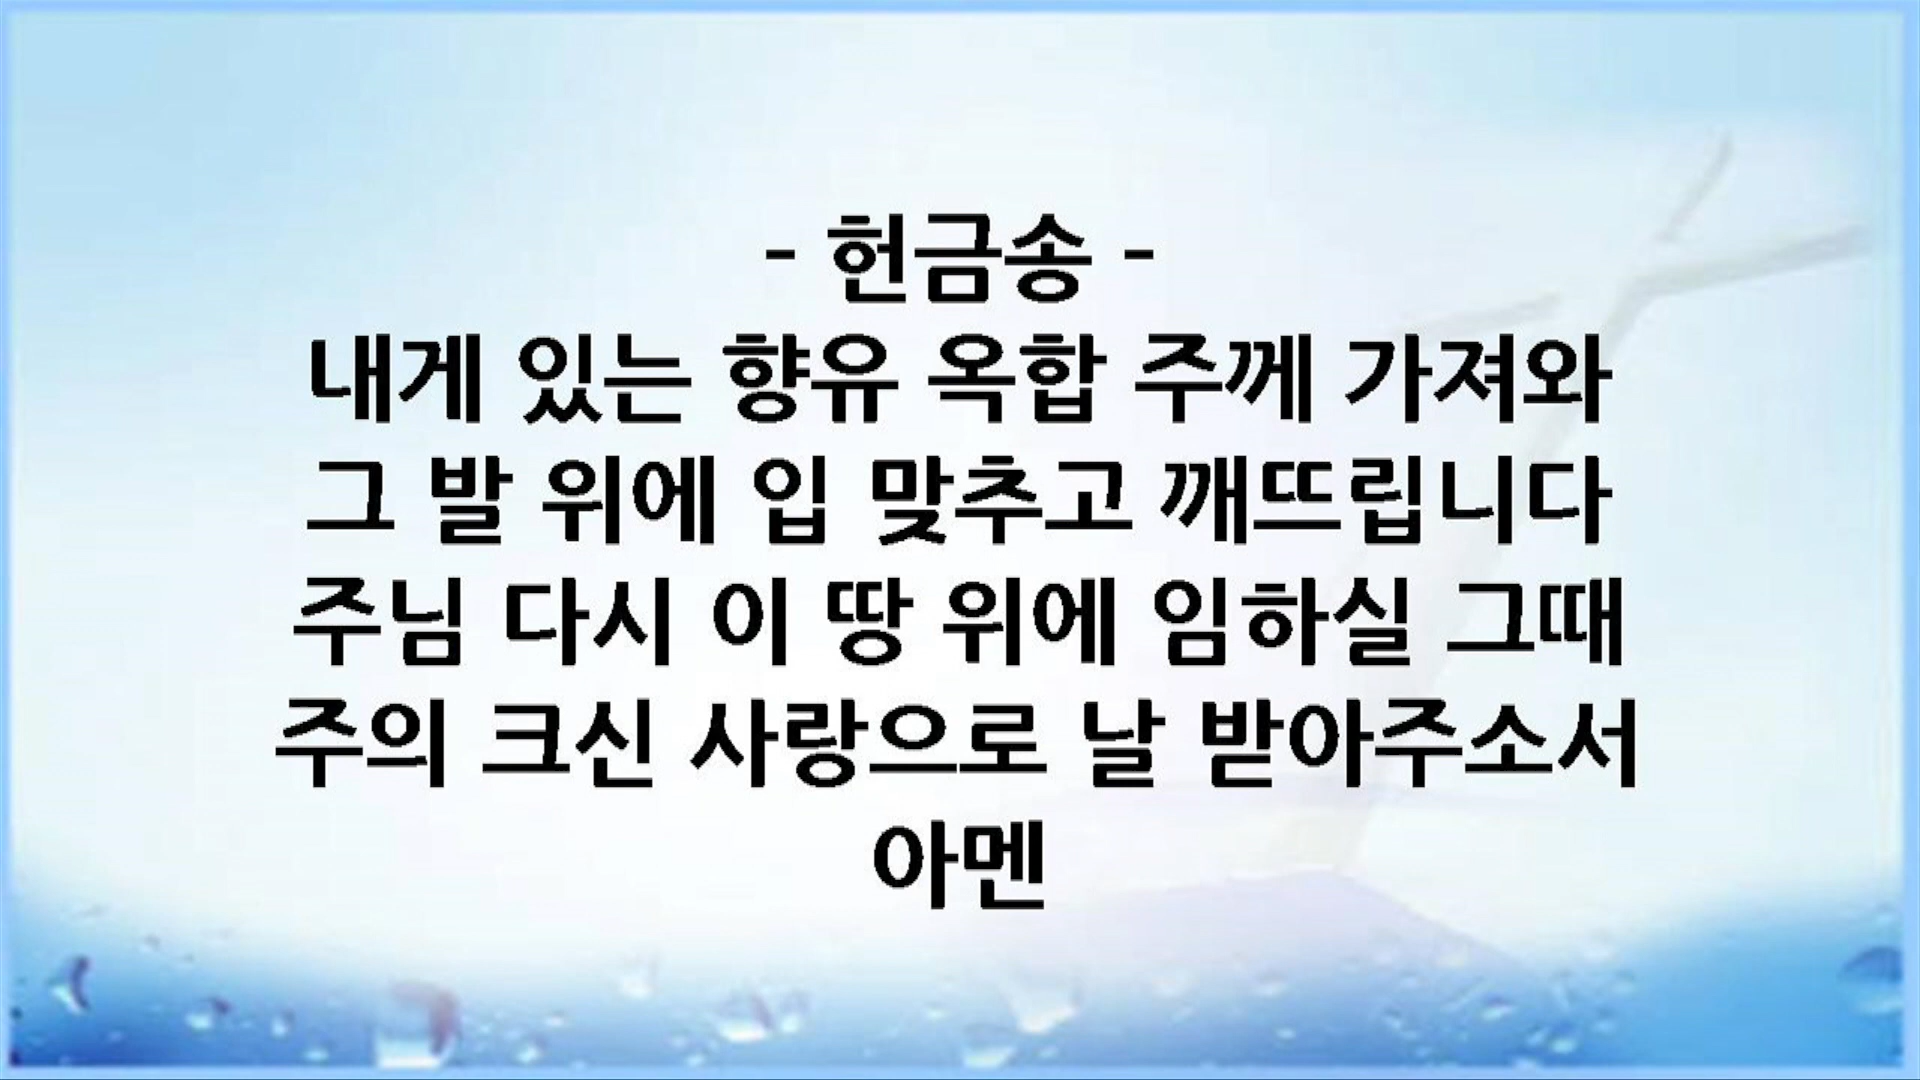 - 헌금송 -
내게 있는 향유 옥합 주께 가져와
그 발 위에 입 맞추고 깨뜨립니다
주님 다시 이 땅 위에 임하실 그때
주의 크신 사랑으로 날 받아주소서
아멘